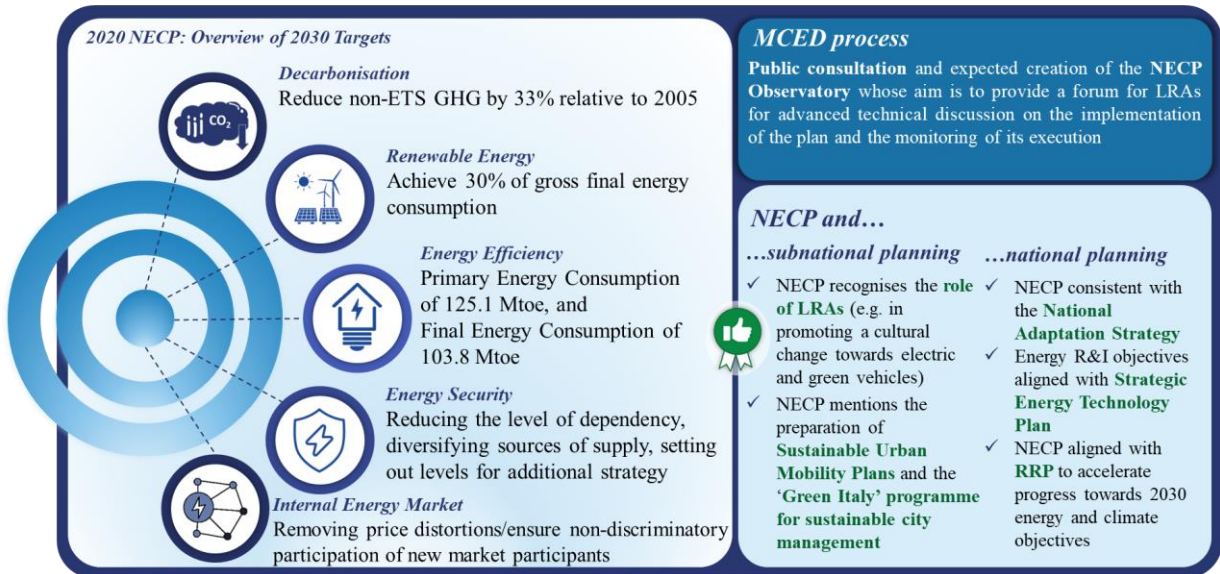 2020 NECP: Overview of 2030 Targets
Decarbonisation
Reduce non-ETS GHG by 33% relative to 2005
CO2
Renewable Energy
Achieve 30% of gross final energy
consumption
Energy Efficiency
Primary Energy Consumption
of 125.1 Mtoe, and
Final Energy Consumption of
103.8 Mtoe
Energy Security
Reducing the level of dependency,
diversifying sources of supply, setting
out levels for additional strategy
Internal Energy Market
Removing price distortions/ensure non-discriminatory
participation of new market participants
MCED process
Public consultation and expected creation of the NECP
Observatory whose aim is to provide a forum for LRAs
for advanced technical discussion on the implementation
of the plan and the monitoring of its execution
NECP and…
…subnational planning
✓ NECP recognises the role
of LRAs (e.g. in
promoting a cultural
change towards electric
and green vehicles)
✓ NECP mentions the
preparation of
Sustainable Urban
Mobility Plans and the
‘Green Italy’ programme
for sustainable city
management
…national planning
✓ NECP consistent with
the National
Adaptation Strategy
✓ Energy R&I objectives
aligned with Strategic
Energy Technology
Plan
✓ NECP aligned with
RRP to accelerate
progress towards 2030
energy and climate
objectives